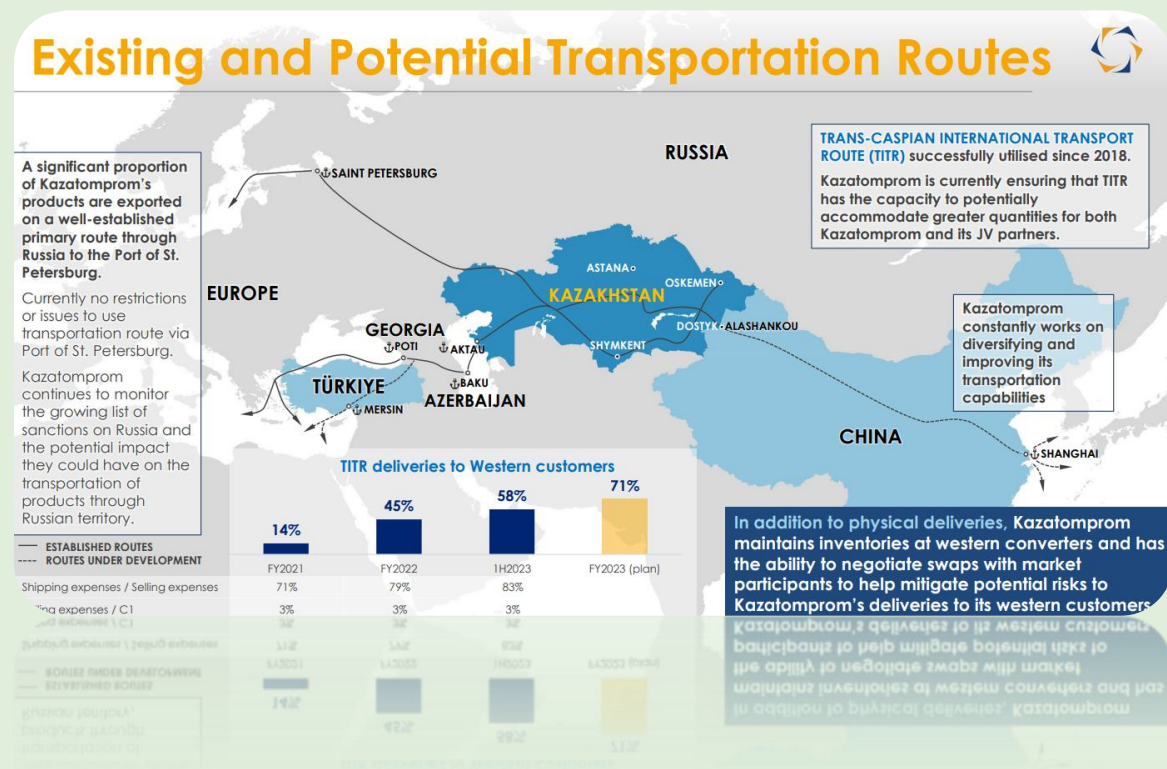 Existing and Potential Transportation Routes
A significant proportion
of Kazatomprom's
products are exported
on a well-established
primary route through
Russia to the Port of St.
Petersburg.
Currently no restrictions
or issues to use
transportation route via
Port of St. Petersburg.
Kazatomprom
continues to monitor
the growing list of
sanctions on Russia and
the potential impact
they could have on the
transportation of
products through
Russian territory.
ESTABLISHED ROUTES
ROUTES UNDER DEVELOPMENT
SAINT PETERSBURG
RUSSIA
EUROPE
ASTANA
OSKEMEN
KAZAKHSTAN
GEORGIA
POTI
AKTAU
DOSTYK
ALASHANKOU
SHYMKENT
TÜRKIYE
BAKU
AZERBAIJAN
MERSIN
CHINA
SHANGHAI
TRANS-CASPIAN INTERNATIONAL TRANSPORT
ROUTE (TITR) successfully utilised since 2018.
Kazatomprom is currently ensuring that TITR
has the capacity to potentially
accommodate greater quantities for both
Kazatomprom and its JV partners.
Kazatomprom
constantly works on
diversifying and
improving its
transportation
capabilities
TITR deliveries to Western customers
14% 45% 58% 71%
FY2021 FY2022 1H2023 FY2023 (plan)
Shipping expenses / Selling expenses 71% 79% 83%
expenses / C1 3% 3% 3%
In addition to physical deliveries, Kazatomprom
maintains inventories at western converters and has
the ability to negotiate swaps with market
participants to help mitigate potential risks to
Kazatomprom's deliveries to its western customers